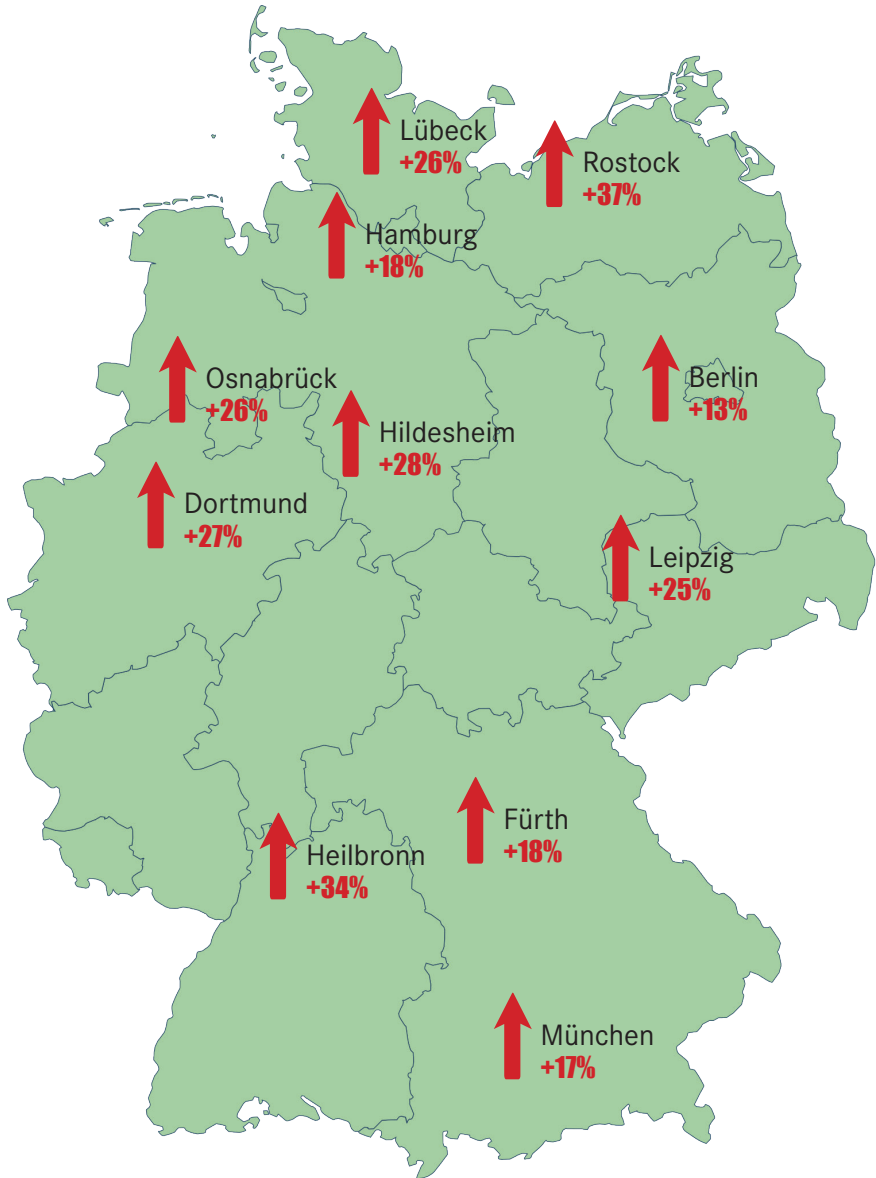 Lübeck
+26%
Rostock
+37%
Hamburg
+18%
Osnabrück
+26%
Berlin
+13%
Hildesheim
+28%
Dortmund
+27%
Leipzig
+25%
Fürth
+18%
Heilbronn
+34%
München
+17%